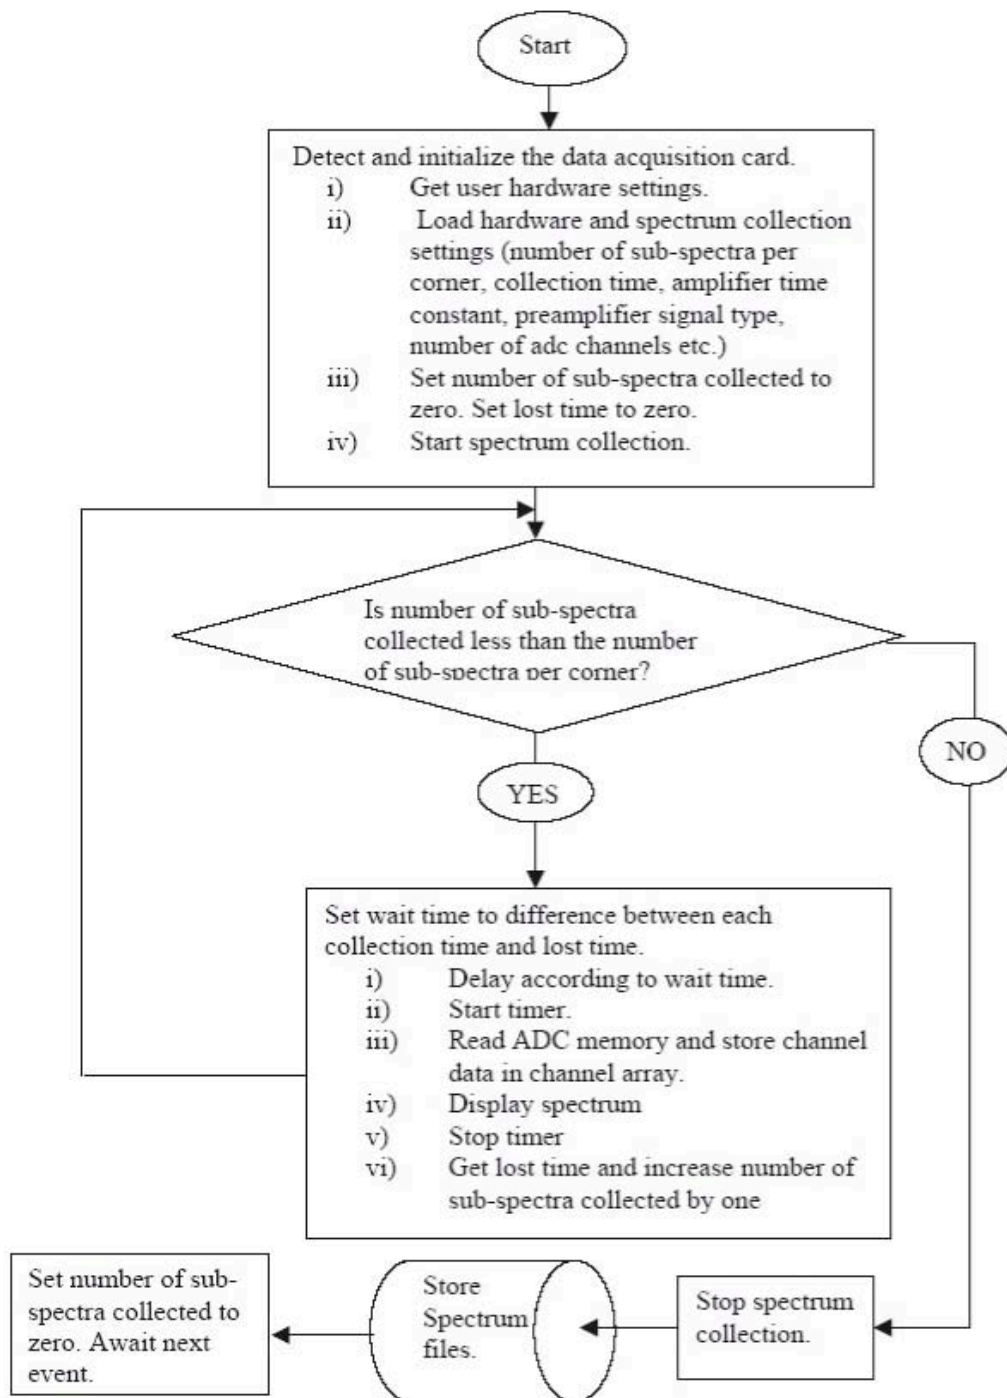 Start
Detect and initialize the data acquisition card.
i) Get user hardware settings.
ii) Load hardware and spectrum collection
settings (number of sub-spectra per
corner, collection time, amplifier time
constant, preamplifier signal type,
number of adc channels etc.)
iii) Set number of sub-spectra collected to
zero. Set lost time to zero.
iv) Start spectrum collection.
Is number of sub-spectra
collected less than the number
of sub-spectra per corner?
NO
YES
Set wait time to difference between each
collection time and lost time.
i) Delay according to wait time.
ii) Start timer.
iii) Read ADC memory and store channel
data in channel array.
iv) Display spectrum
v) Stop timer
vi) Get lost time and increase number of
sub-spectra collected by one
Set number of sub-
spectra collected to
zero. Await next
event.
Store
Spectrum
files.
Stop spectrum
collection.